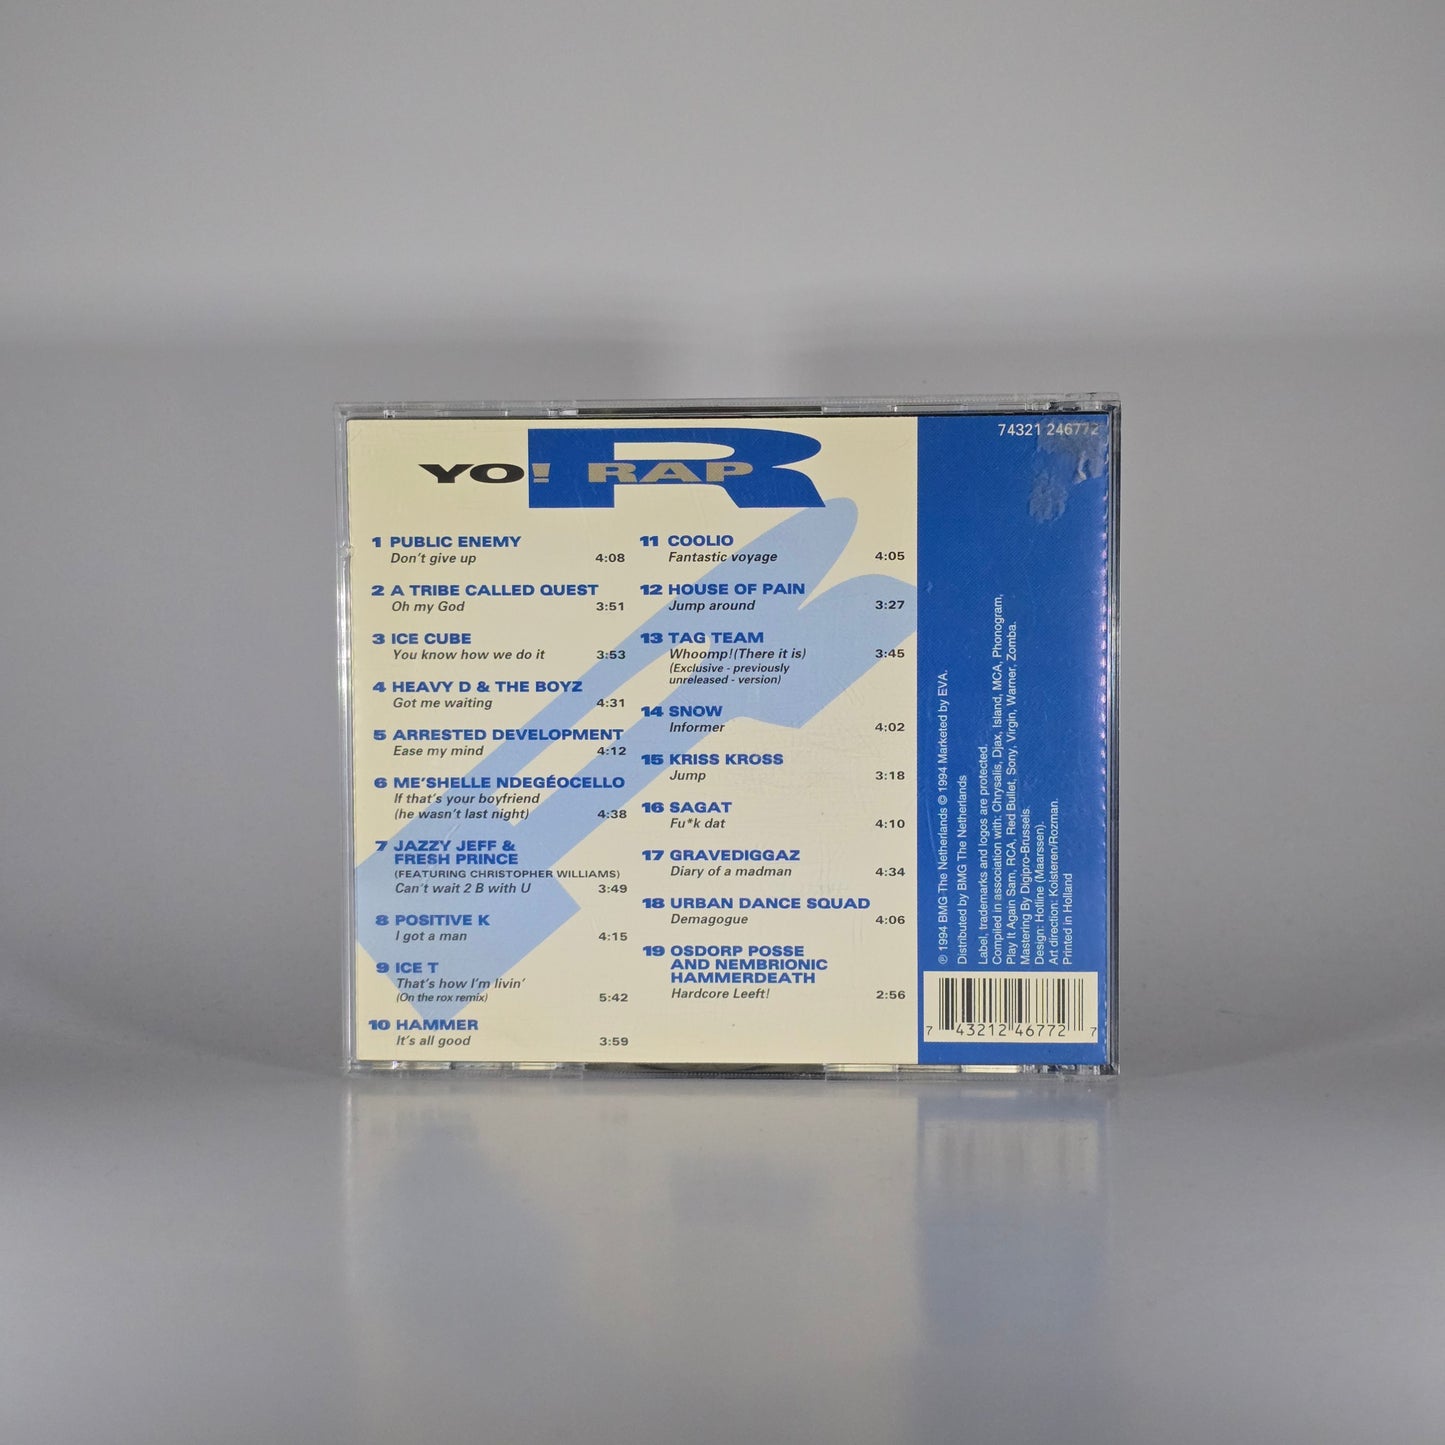 YO! RAP
R
1 PUBLIC ENEMY
Don't give up 4:08
2 A TRIBE CALLED QUEST
Oh my God 3:51
3 ICE CUBE
You know how we do it 3:53
4 HEAVY D & THE BOYZ
Got me waiting 4:31
5 ARRESTED DEVELOPMENT
Ease my mind 4:12
6 ME'SHELLE NDEGÉOCELLO
If that's your boyfriend
(he wasn't last night) 4:38
7 JAZZY JEFF &
FRESH PRINCE
(FEATURING CHRISTOPHER WILLIAMS)
Can't wait 2 B with U 3:49
8 POSITIVE K
I got a man 4:15
9 ICE T
That's how I'm livin'
(On the rox remix) 5:42
10 HAMMER
It's all good 3:59
11 COOLIO
Fantastic voyage 4:05
12 HOUSE OF PAIN
Jump around 3:27
13 TAG TEAM
Whoomp!(There it is) 3:45
(Exclusive - previously
unreleased - version)
14 SNOW
Informer 4:02
15 KRISS KROSS
Jump 3:18
16 SAGAT
Fu*k dat 4:10
17 GRAVEDIGGAZ
Diary of a madman 4:34
18 URBAN DANCE SQUAD
Demagogue 4:06
19 OSDORP POSSE
AND NEMBRIONIC
HAMMERDEATH
Hardcore Leeft! 2:56
74321 246772
℗ 1994 BMG The Netherlands © 1994 Marketed by EVA.
Distributed by BMG The Netherlands
Label, trademarks and logos are protected.
Compiled in association with: Chrysalis, Djax, Island, MCA, Phonogram,
Play It Again Sam, RCA, Red Bullet, Sony, Virgin, Warner, Zomba.
Mastering By Digipro-Brussels.
Design: Hotline (Maarssen).
Art direction: Kolsteren/Rozman.
Printed in Holland
7 43212 46772 7